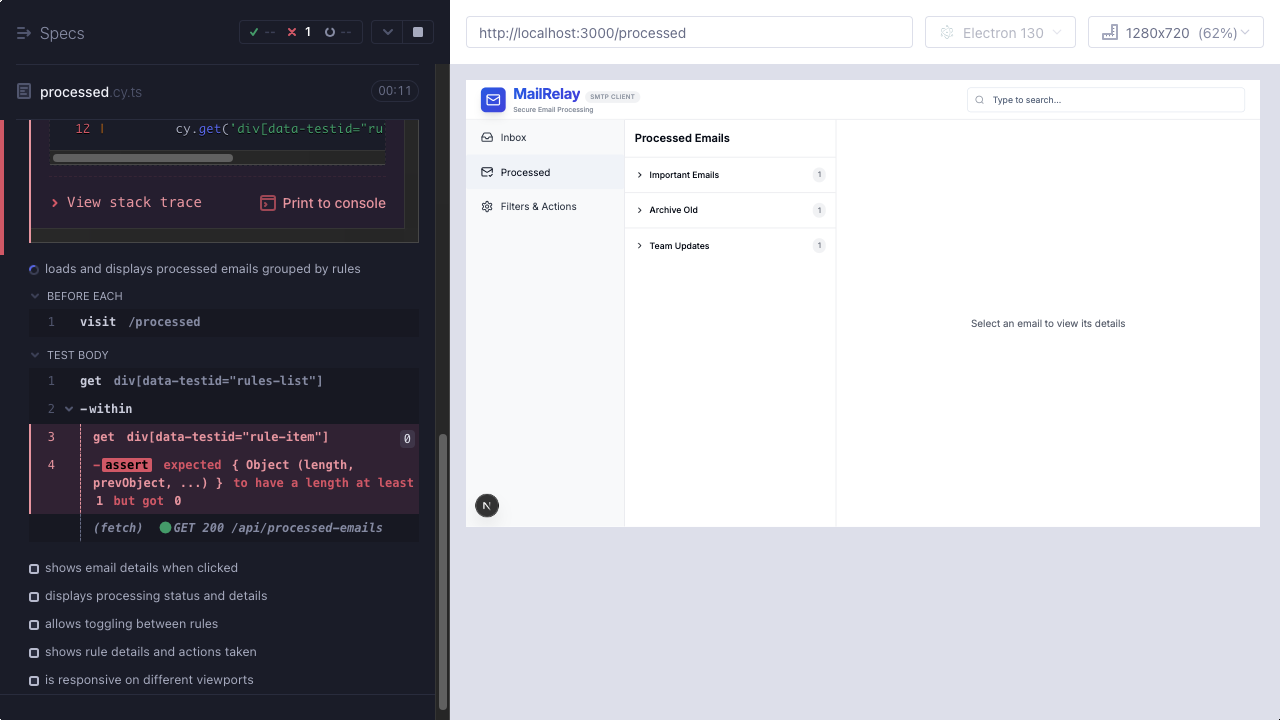 Specs
-- 1 --
processed.cy.ts
00:11
12 | cy.get('div[data-testid="ru
View stack trace
Print to console
loads and displays processed emails grouped by rules
BEFORE EACH
1 visit /processed
TEST BODY
1 get div[data-testid="rules-list"]
2 -within
3 get div[data-testid="rule-item"] 0
4 -assert expected { Object (length,
prevObject, ...) } to have a length at least
1 but got 0
(fetch) GET 200 /api/processed-emails
shows email details when clicked
displays processing status and details
allows toggling between rules
shows rule details and actions taken
is responsive on different viewports
http://localhost:3000/processed
Electron 130
1280x720 (62%)
MailRelay SMTP CLIENT
Secure Email Processing
Type to search...
Inbox
Processed
Filters & Actions
Processed Emails
Important Emails 1
Archive Old 1
Team Updates 1
Select an email to view its details
N